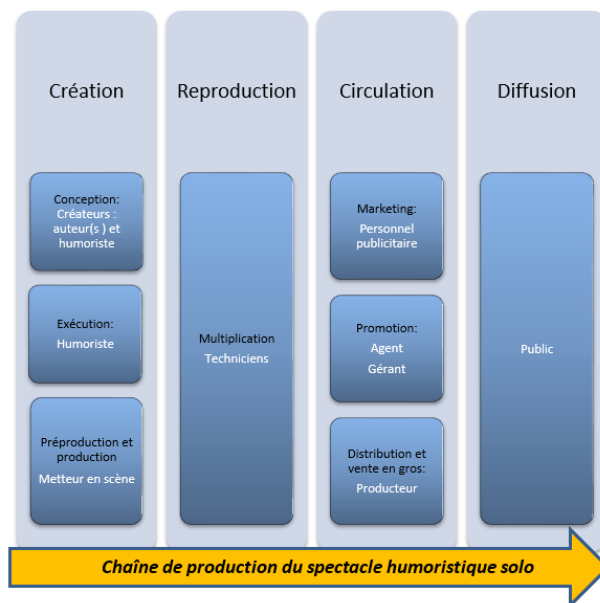 Création
Conception:
Créateurs :
auteur(s ) et
humoriste
Exécution:
Humoriste
Préproduction et
production
Metteur en scène
Reproduction
Multiplication
Techniciens
Circulation
Marketing:
Personnel
publicitaire
Promotion:
Agent
Gérant
Distribution et
vente en gros:
Producteur
Diffusion
Public
Chaîne de production du spectacle humoristique solo